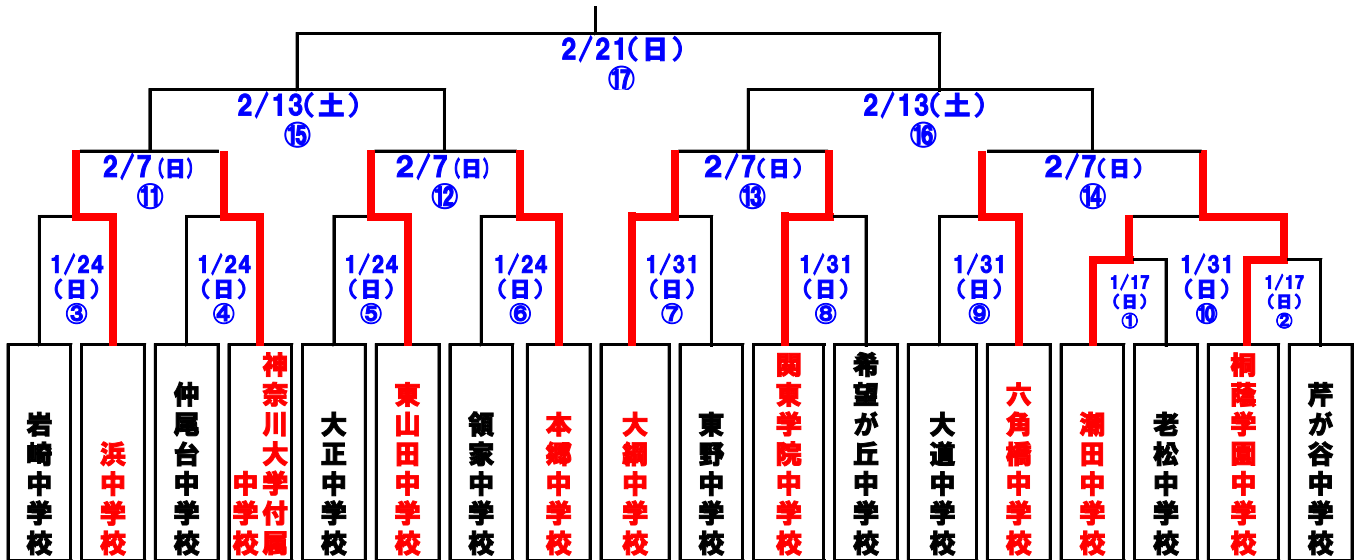 2/21(日)
⑰
2/13(土)
⑮
2/13(土)
⑯
2/7(日)
⑪
2/7(日)
⑫
2/7(日)
⑬
2/7(日)
⑭
1/24
(日)
③
1/24
(日)
④
1/24
(日)
⑤
1/24
(日)
⑥
1/31
(日)
⑦
1/31
(日)
⑧
1/31
(日)
⑨
1/17
(日)
①
1/31
(日)
⑩
1/17
(日)
②
岩崎中学校
浜中学校
仲尾台中学校
神奈川大学付属
中学校
大正中学校
東山田中学校
領家中学校
本郷中学校
大綱中学校
東野中学校
関東学院中学校
希望が丘中学校
大道中学校
六角橋中学校
潮田中学校
老松中学校
桐蔭学園中学校
芹が谷中学校